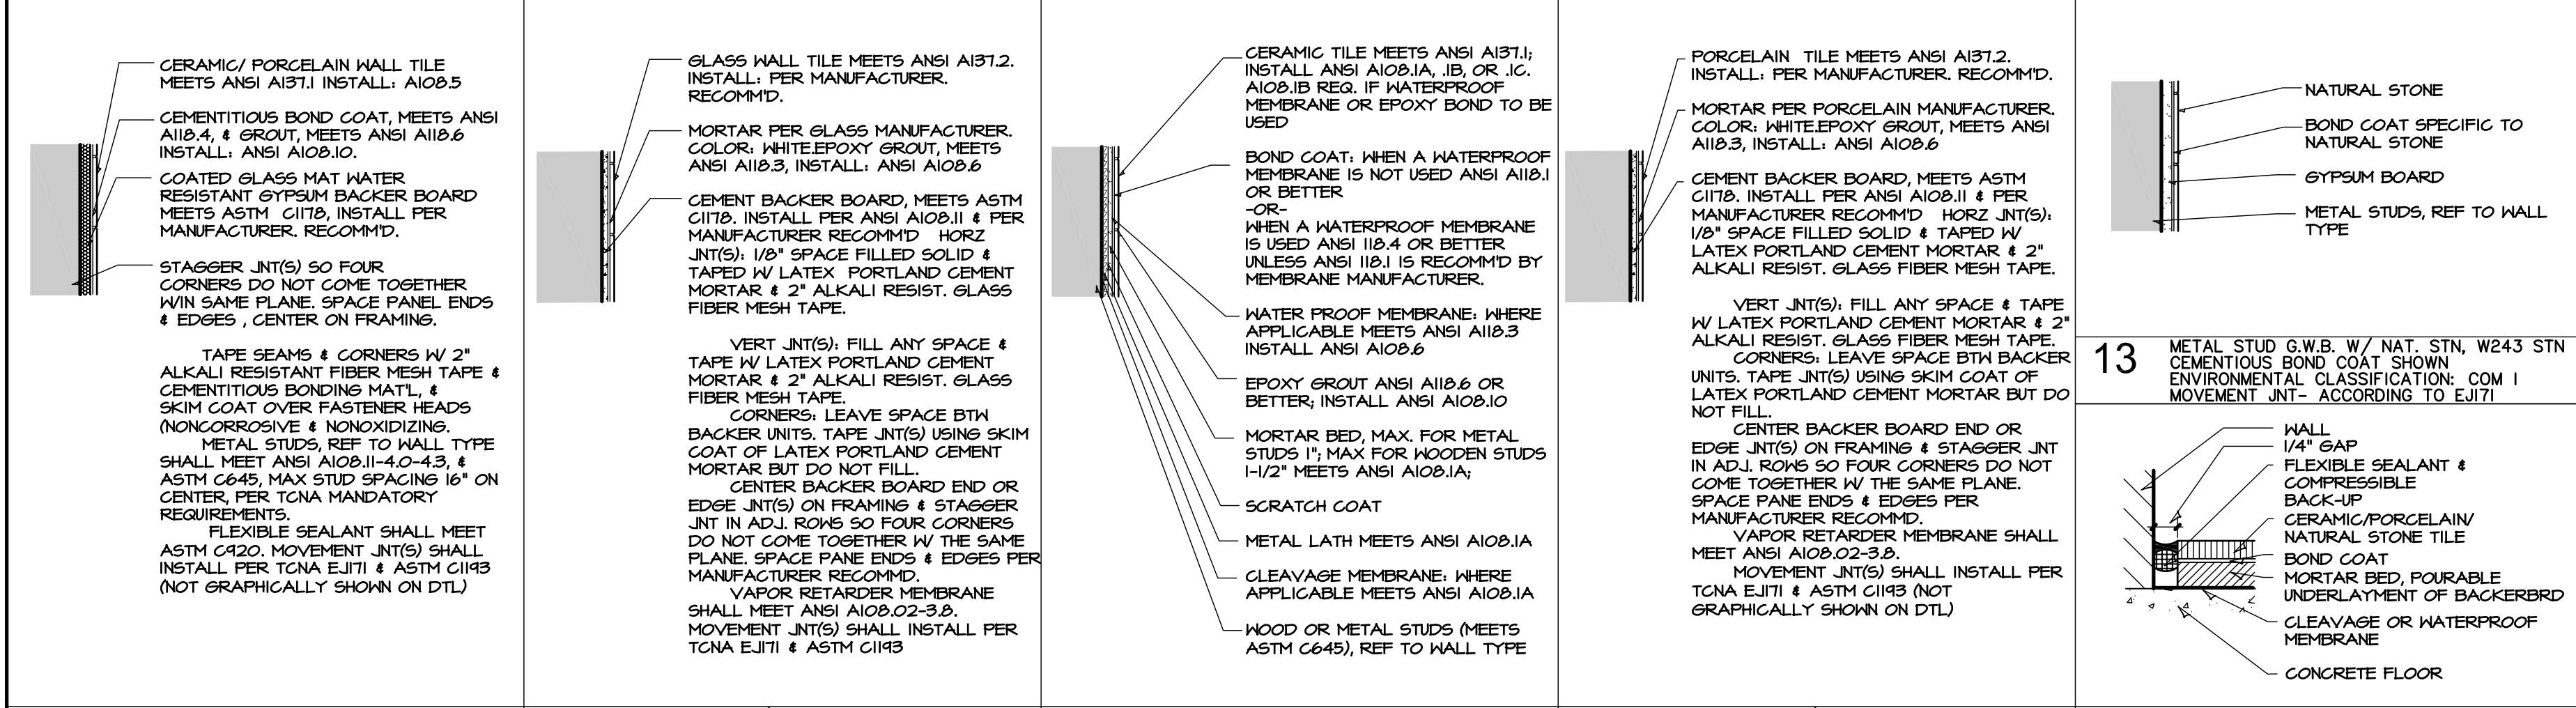 CERAMIC/ PORCELAIN WALL TILE
MEETS ANSI A137.1 INSTALL: A108.5
CEMENTITIOUS BOND COAT, MEETS ANSI
A118.4, & GROUT, MEETS ANSI A118.6
INSTALL: ANSI A108.10.
COATED GLASS MAT WATER
RESISTANT GYPSUM BACKER BOARD
MEETS ASTM C1178, INSTALL PER
MANUFACTURER. RECOMM'D.
STAGGER JNT(S) SO FOUR
CORNERS DO NOT COME TOGETHER
W/IN SAME PLANE. SPACE PANEL ENDS
& EDGES , CENTER ON FRAMING.
TAPE SEAMS & CORNERS W/ 2"
ALKALI RESISTANT FIBER MESH TAPE &
CEMENTITIOUS BONDING MAT'L, &
SKIM COAT OVER FASTENER HEADS
(NONCORROSIVE & NONOXIDIZING.
METAL STUDS, REF TO WALL TYPE
SHALL MEET ANSI A108.11-4.0-4.3, &
ASTM C645, MAX STUD SPACING 16" ON
CENTER, PER TCNA MANDATORY
REQUIREMENTS.
FLEXIBLE SEALANT SHALL MEET
ASTM C920. MOVEMENT JNT(S) SHALL
INSTALL PER TCNA EJ171 & ASTM C1193
(NOT GRAPHICALLY SHOWN ON DTL)
GLASS WALL TILE MEETS ANSI A137.2.
INSTALL: PER MANUFACTURER.
RECOMM'D.
MORTAR PER GLASS MANUFACTURER.
COLOR: WHITE.EPOXY GROUT, MEETS
ANSI A118.3, INSTALL: ANSI A108.6
CEMENT BACKER BOARD, MEETS ASTM
C1178. INSTALL PER ANSI A108.11 & PER
MANUFACTURER RECOMM'D HORZ
JNT(S): 1/8" SPACE FILLED SOLID &
TAPED W/ LATEX PORTLAND CEMENT
MORTAR & 2" ALKALI RESIST. GLASS
FIBER MESH TAPE.
VERT JNT(S): FILL ANY SPACE &
TAPE W/ LATEX PORTLAND CEMENT
MORTAR & 2" ALKALI RESIST. GLASS
FIBER MESH TAPE.
CORNERS: LEAVE SPACE BTW
BACKER UNITS. TAPE JNT(S) USING SKIM
COAT OF LATEX PORTLAND CEMENT
MORTAR BUT DO NOT FILL.
CENTER BACKER BOARD END OR
EDGE JNT(S) ON FRAMING & STAGGER
JNT IN ADJ. ROWS SO FOUR CORNERS
DO NOT COME TOGETHER W/ THE SAME
PLANE. SPACE PANE ENDS & EDGES PER
MANUFACTURER RECOMMD.
VAPOR RETARDER MEMBRANE
SHALL MEET ANSI A108.02-3.8.
MOVEMENT JNT(S) SHALL INSTALL PER
TCNA EJ171 & ASTM C1193
CERAMIC TILE MEETS ANSI A137.1;
INSTALL ANSI A108.1A, .1B, OR .1C.
A108.1B REQ. IF WATERPROOF
MEMBRANE OR EPOXY BOND TO BE
USED
BOND COAT: WHEN A WATERPROOF
MEMBRANE IS NOT USED ANSI A118.1
OR BETTER
-OR-
WHEN A WATERPROOF MEMBRANE
IS USED ANSI 118.4 OR BETTER
UNLESS ANSI 118.1 IS RECOMM'D BY
MEMBRANE MANUFACTURER.
WATER PROOF MEMBRANE: WHERE
APPLICABLE MEETS ANSI A118.3
INSTALL ANSI A108.6
EPOXY GROUT ANSI A118.6 OR
BETTER; INSTALL ANSI A108.10
MORTAR BED, MAX. FOR METAL
STUDS 1"; MAX FOR WOODEN STUDS
1-1/2" MEETS ANSI A108.1A;
SCRATCH COAT
METAL LATH MEETS ANSI A108.1A
CLEAVAGE MEMBRANE: WHERE
APPLICABLE MEETS ANSI A108.1A
WOOD OR METAL STUDS (MEETS
ASTM C645), REF TO WALL TYPE
PORCELAIN TILE MEETS ANSI A137.2.
INSTALL: PER MANUFACTURER. RECOMM'D.
MORTAR PER PORCELAIN MANUFACTURER.
COLOR: WHITE.EPOXY GROUT, MEETS ANSI
A118.3, INSTALL: ANSI A108.6
CEMENT BACKER BOARD, MEETS ASTM
C1178. INSTALL PER ANSI A108.11 & PER
MANUFACTURER RECOMM'D HORZ JNT(S):
1/8" SPACE FILLED SOLID & TAPED W/
LATEX PORTLAND CEMENT MORTAR & 2"
ALKALI RESIST. GLASS FIBER MESH TAPE.
VERT JNT(S): FILL ANY SPACE & TAPE
W/ LATEX PORTLAND CEMENT MORTAR & 2"
ALKALI RESIST. GLASS FIBER MESH TAPE.
CORNERS: LEAVE SPACE BTW BACKER
UNITS. TAPE JNT(S) USING SKIM COAT OF
LATEX PORTLAND CEMENT MORTAR BUT DO
NOT FILL.
CENTER BACKER BOARD END OR
EDGE JNT(S) ON FRAMING & STAGGER JNT
IN ADJ. ROWS SO FOUR CORNERS DO NOT
COME TOGETHER W/ THE SAME PLANE.
SPACE PANE ENDS & EDGES PER
MANUFACTURER RECOMMD.
VAPOR RETARDER MEMBRANE SHALL
MEET ANSI A108.02-3.8.
MOVEMENT JNT(S) SHALL INSTALL PER
TCNA EJ171 & ASTM C1193 (NOT
GRAPHICALLY SHOWN ON DTL)
NATURAL STONE
BOND COAT SPECIFIC TO
NATURAL STONE
GYPSUM BOARD
METAL STUDS, REF TO WALL
TYPE
13
METAL STUD G.W.B. W/ NAT. STN, W243 STN
CEMENTIOUS BOND COAT SHOWN
ENVIRONMENTAL CLASSIFICATION: COM 1
MOVEMENT JNT- ACCORDING TO EJ171
WALL
1/4" GAP
FLEXIBLE SEALANT &
COMPRESSIBLE
BACK-UP
CERAMIC/PORCELAIN/
NATURAL STONE TILE
BOND COAT
MORTAR BED, POURABLE
UNDERLAYMENT OF BACKERBRD
CLEAVAGE OR WATERPROOF
MEMBRANE
CONCRETE FLOOR